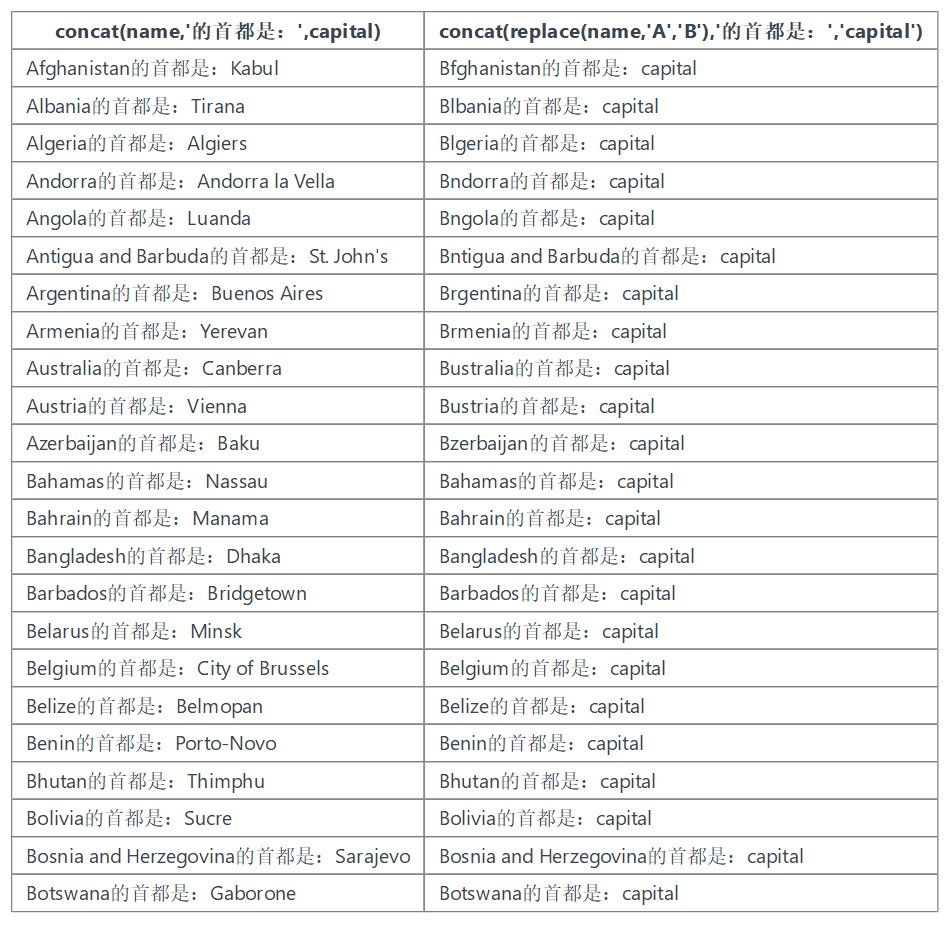 concat(name,'的首都是：',capital) concat(replace(name,'A','B'),'的首都是：','capital')
Afghanistan的首都是：Kabul Bfghanistan的首都是：capital
Albania的首都是：Tirana Blbania的首都是：capital
Algeria的首都是：Algiers Blgeria的首都是：capital
Andorra的首都是：Andorra la Vella Bndorra的首都是：capital
Angola的首都是：Luanda Bngola的首都是：capital
Antigua and Barbuda的首都是：St. John's Bntigua and Barbuda的首都是：capital
Argentina的首都是：Buenos Aires Brgentina的首都是：capital
Armenia的首都是：Yerevan Brmenia的首都是：capital
Australia的首都是：Canberra Bustralia的首都是：capital
Austria的首都是：Vienna Bustria的首都是：capital
Azerbaijan的首都是：Baku Bzerbaijan的首都是：capital
Bahamas的首都是：Nassau Bahamas的首都是：capital
Bahrain的首都是：Manama Bahrain的首都是：capital
Bangladesh的首都是：Dhaka Bangladesh的首都是：capital
Barbados的首都是：Bridgetown Barbados的首都是：capital
Belarus的首都是：Minsk Belarus的首都是：capital
Belgium的首都是：City of Brussels Belgium的首都是：capital
Belize的首都是：Belmopan Belize的首都是：capital
Benin的首都是：Porto-Novo Benin的首都是：capital
Bhutan的首都是：Thimphu Bhutan的首都是：capital
Bolivia的首都是：Sucre Bolivia的首都是：capital
Bosnia and Herzegovina的首都是：Sarajevo Bosnia and Herzegovina的首都是：capital
Botswana的首都是：Gaborone Botswana的首都是：capital